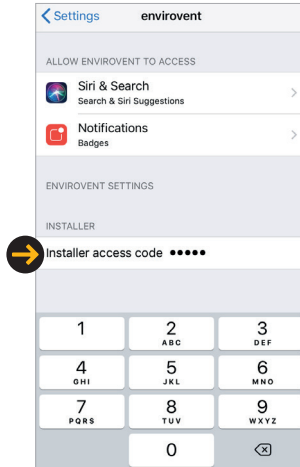 Settings envirovent
ALLOW ENVIROVENT TO ACCESS
Siri & Search
Search & Siri Suggestions
Notifications
Badges
ENVIROVENT SETTINGS
INSTALLER
Installer access code •••••
1 2 3
ABC DEF
4 5 6
GHI JKL MNO
7 8 9
PQRS TUV WXYZ
0